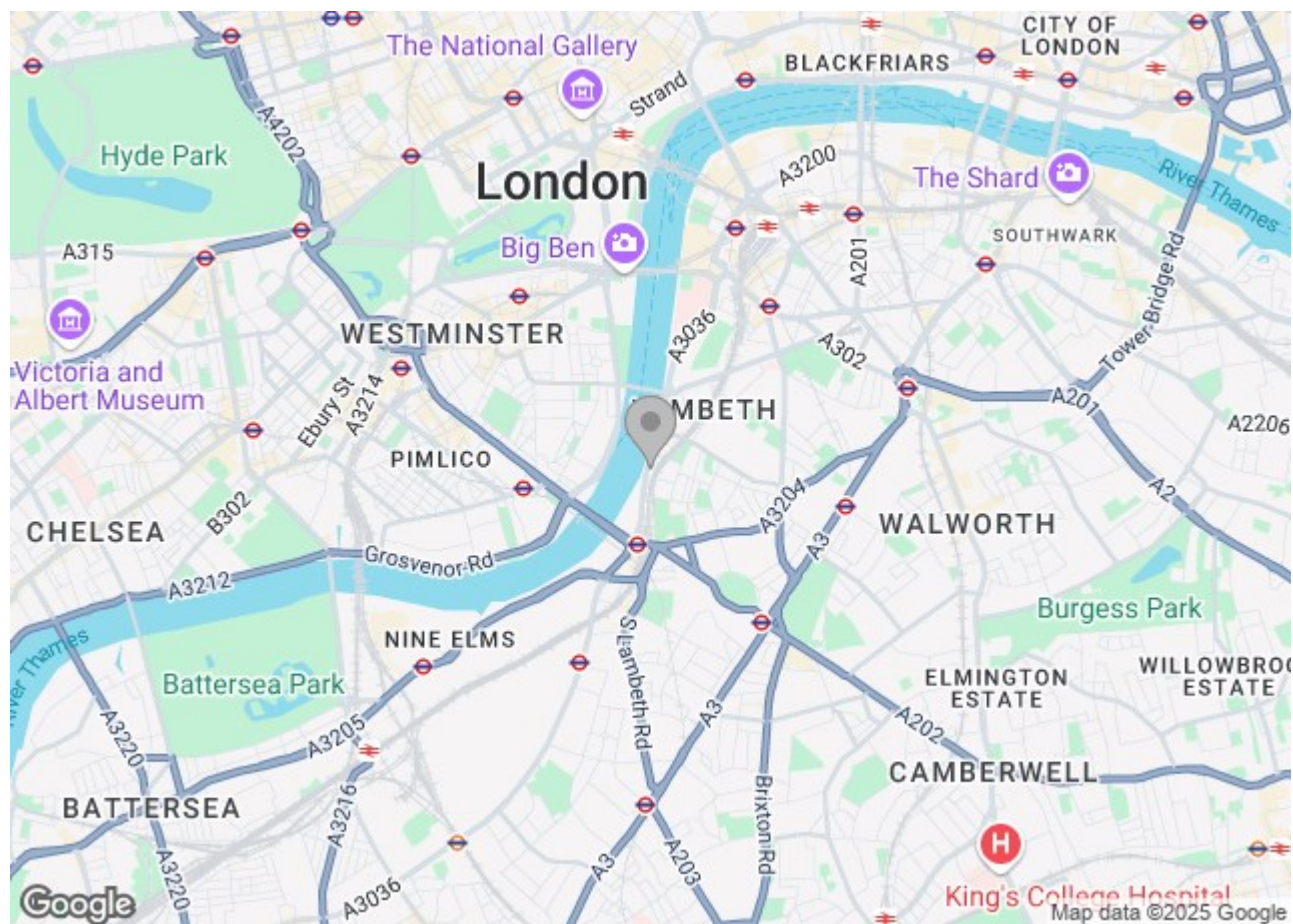 CITY OF
LONDON
The National Gallery
BLACKFRIARS
Strand
A4202
Hyde Park
A3200
London
The Shard
River Thames
A315
Big Ben
SOUTHWARK
A201
Tower Bridge Rd
WESTMINSTER
A3036
A302
Victoria and
Albert Museum
Ebury St
A3214
A201
A2206
PIMLICO
A2
B302
A3204
CHELSEA
A3
WALWORTH
Grosvenor Rd
A3212
Burgess Park
River Thames
NINE ELMS
S Lambeth Rd
Battersea Park
ELMINGTON
ESTATE
ESTATE
A3220
A3205
A3
A202
CAMBERWELL
BATTERSEA
A3216
Brixton Rd
H
A3220
A3
A203
A3036
King's College Hospital
Google
Map data ©2025 Google